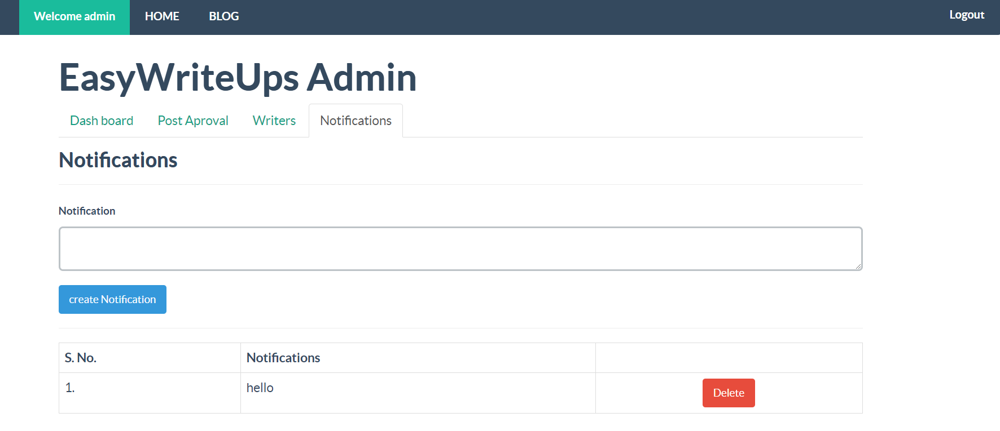 Welcome admin HOME BLOG Logout
EasyWriteUps Admin
Dash board Post Aproval Writers Notifications
Notifications
Notification
create Notification
S. No. Notifications
1. hello Delete